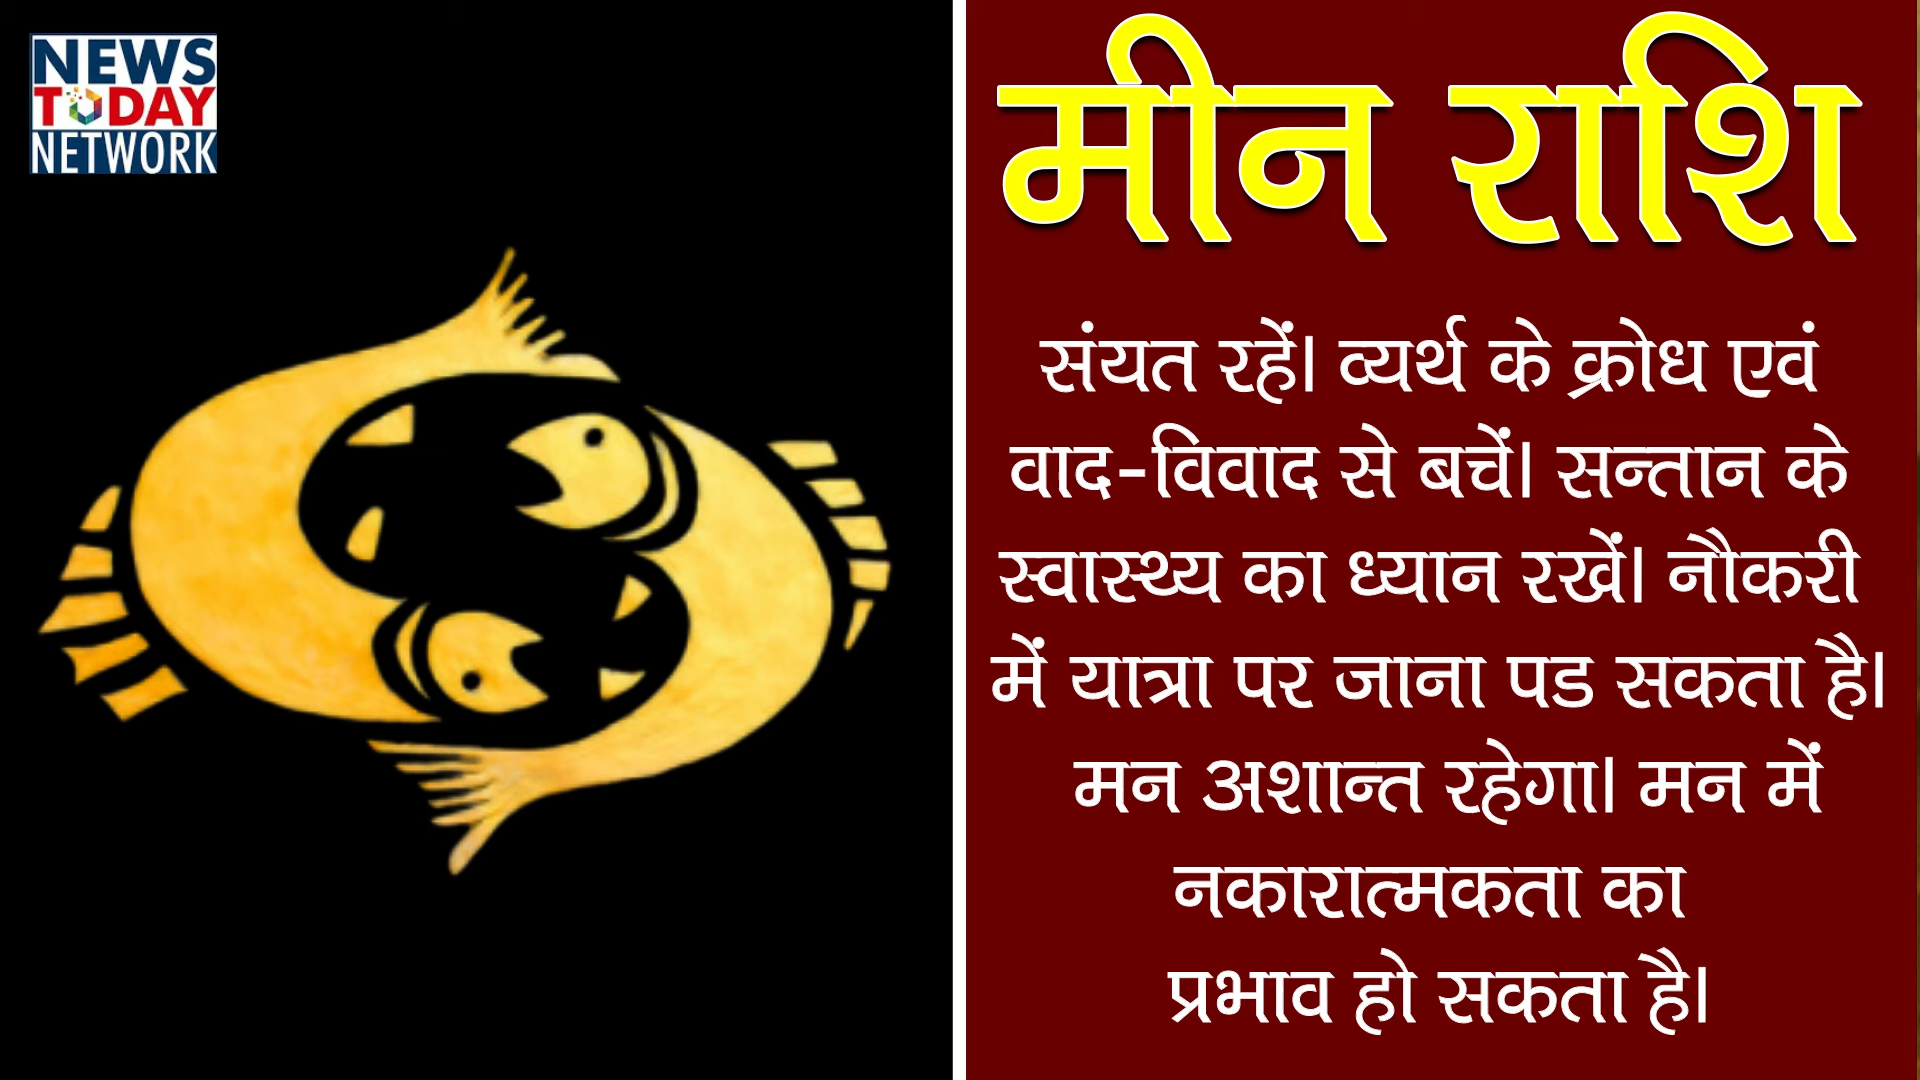 NEWS
TODAY
NETWORK
मीन राशि
संयत रहें। व्यर्थ के क्रोध एवं
वाद-विवाद से बचें। सन्तान के
स्वास्थ्य का ध्यान रखें। नौकरी
में यात्रा पर जाना पड सकता है।
मन अशान्त रहेगा। मन में
नकारात्मकता का
प्रभाव हो सकता है।